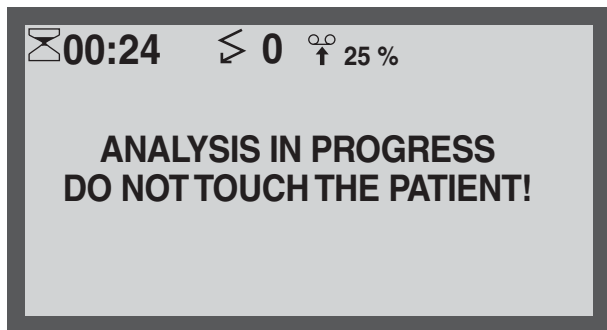 00:24 0 25 %
ANALYSIS IN PROGRESS
DO NOT TOUCH THE PATIENT!